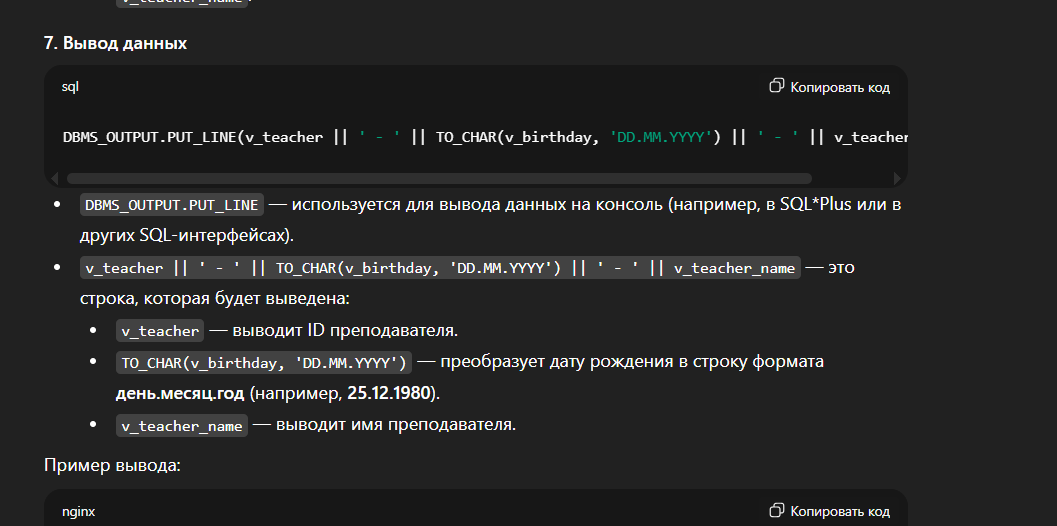 v_teacher_name.
7. Вывод данных
sql
Копировать код
DBMS_OUTPUT.PUT_LINE(v_teacher || ' - ' || TO_CHAR(v_birthday, 'DD.MM.YYYY') || ' - ' || v_teacher
• DBMS_OUTPUT.PUT_LINE — используется для вывода данных на консоль (например, в SQL*Plus или в
других SQL-интерфейсах).
• v_teacher || ' - ' || TO_CHAR(v_birthday, 'DD.MM.YYYY') || ' - ' || v_teacher_name — это
строка, которая будет выведена:
• v_teacher — выводит ID преподавателя.
• TO_CHAR(v_birthday, 'DD.MM.YYYY') — преобразует дату рождения в строку формата
день.месяц.год (например, 25.12.1980).
• v_teacher_name — выводит имя преподавателя.
Пример вывода:
nginx
Копировать код